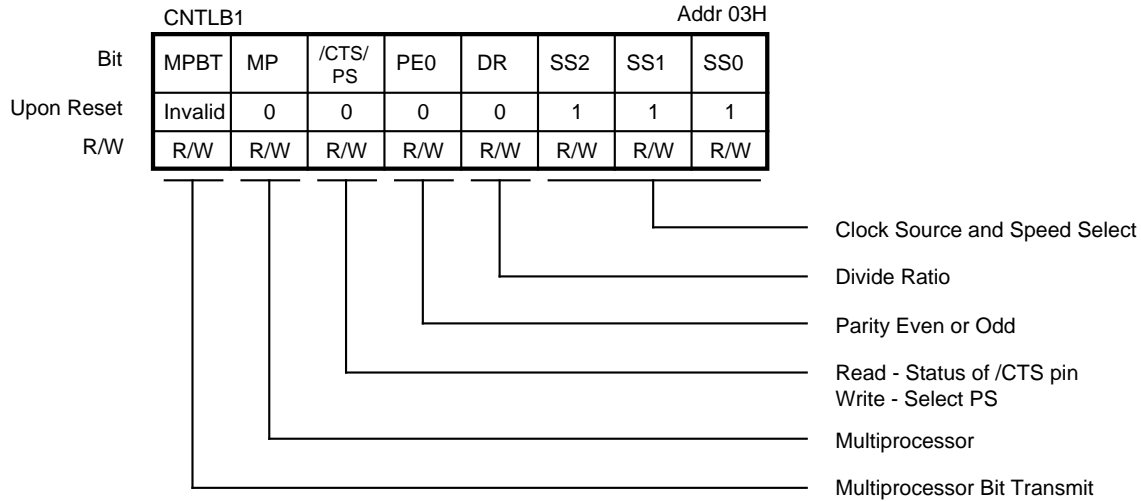 CNTLB1 Addr 03H
Bit MPBT MP /CTS/ PS PE0 DR SS2 SS1 SS0
Upon Reset Invalid 0 0 0 0 1 1 1
R/W R/W R/W R/W R/W R/W R/W R/W R/W
Clock Source and Speed Select
Divide Ratio
Parity Even or Odd
Read - Status of /CTS pin
Write - Select PS
Multiprocessor
Multiprocessor Bit Transmit